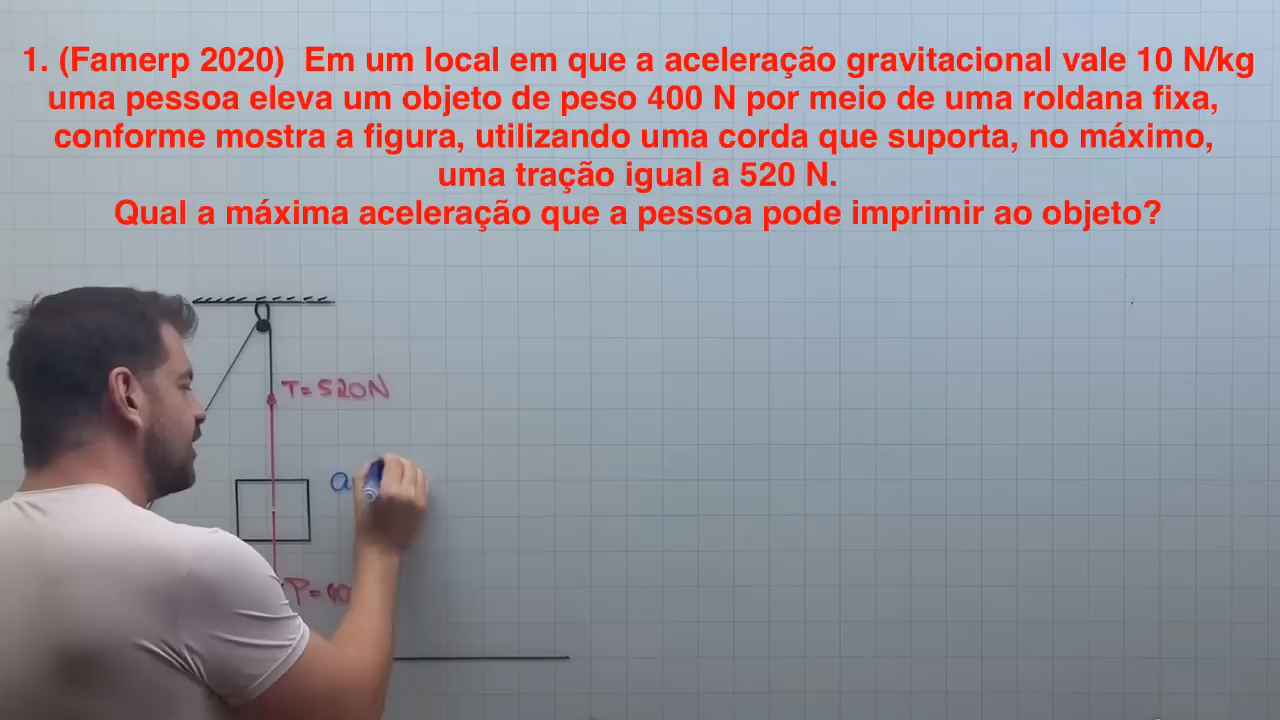 1. (Famerp 2020) Em um local em que a aceleração gravitacional vale 10 N/kg
uma pessoa eleva um objeto de peso 400 N por meio de uma roldana fixa,
conforme mostra a figura, utilizando uma corda que suporta, no máximo,
uma tração igual a 520 N.
Qual a máxima aceleração que a pessoa pode imprimir ao objeto?
T=520N
a